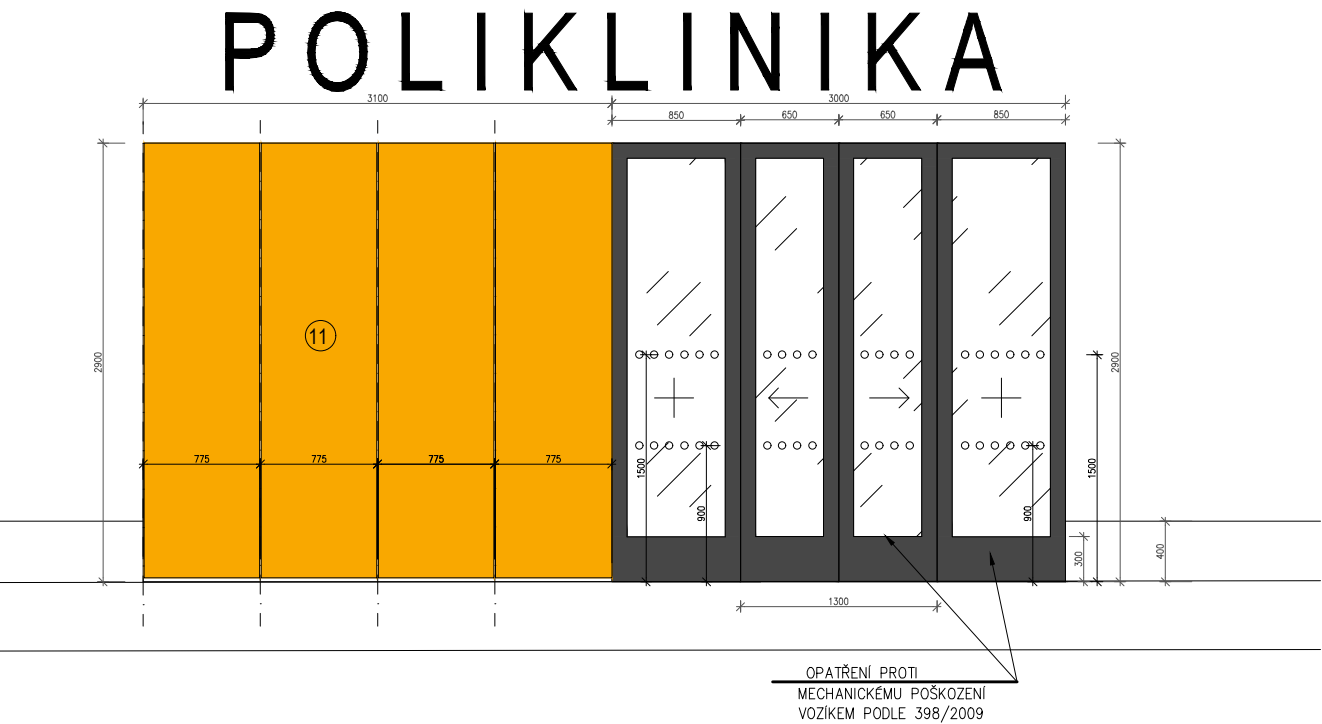 POLIKLINIKA
3100 3000
850 650 650 850
2900 2900
11
775 775 775 775
1500 900 900 1500
300 400
1300
OPATŘENÍ PROTI
MECHANICKÉMU POŠKOZENÍ
VOZÍKEM PODLE 398/2009